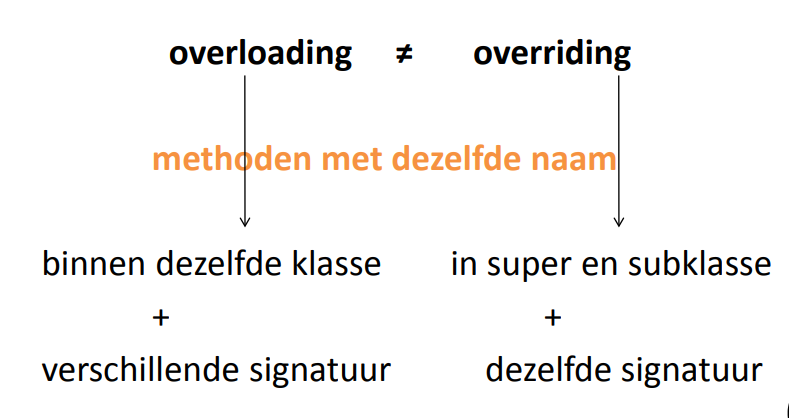 overloading ≠ overriding
methoden met dezelfde naam
binnen dezelfde klasse in super en subklasse
+ +
verschillende signatuur dezelfde signatuur